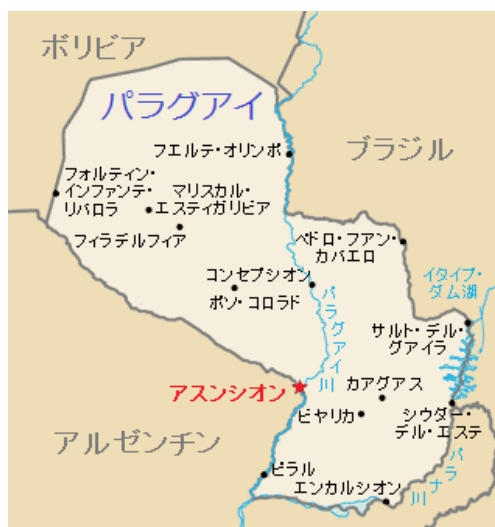 ボリビア
パラグアイ
フエルテ・オリンポ
ブラジル
フォルティン・
インファンテ・
リバロラ
マリスカル・
エスティガリビア
フィラデルフィア
ペドロ・フアン・
カバエロ
コンセプシオン
ポソ・コロラド
パラグアイ川
イタイプ・
ダム湖
サルト・デル・
グアイラ
アスンシオン
カアグアス
ビヤリカ
シウダー・
デル・エステ
アルゼンチン
ピラル
エンカルシオン
パラナ川